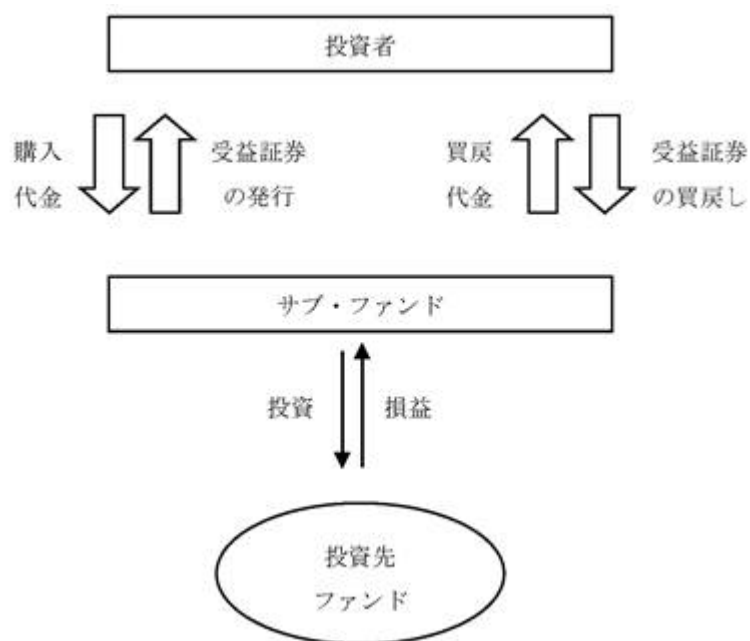 投資者
購入
代金
受益証券
の発行
買戻
代金
受益証券
の買戻し
サブ・ファンド
投資
損益
投資先
ファンド